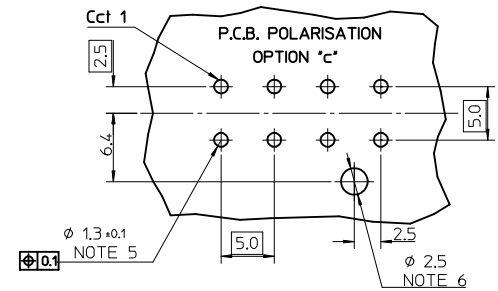 Cct 1
P.C.B. POLARISATION
OPTION "c"
2.5
5.0
6.4
ø 1.3 ±0.1
NOTE 5
⌖ 0.1
5.0
2.5
ø 2.5
NOTE 6